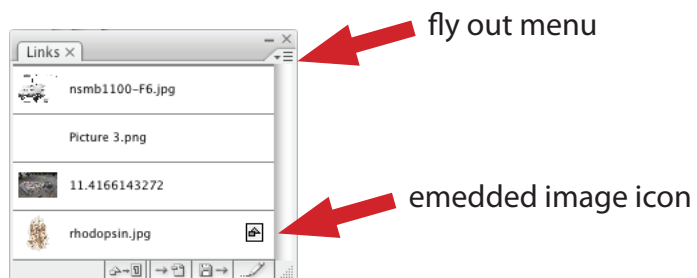 fly out menu
Links ×
nsmb1100-F6.jpg
Picture 3.png
11.4166143272
rhodopsin.jpg
emedded image icon